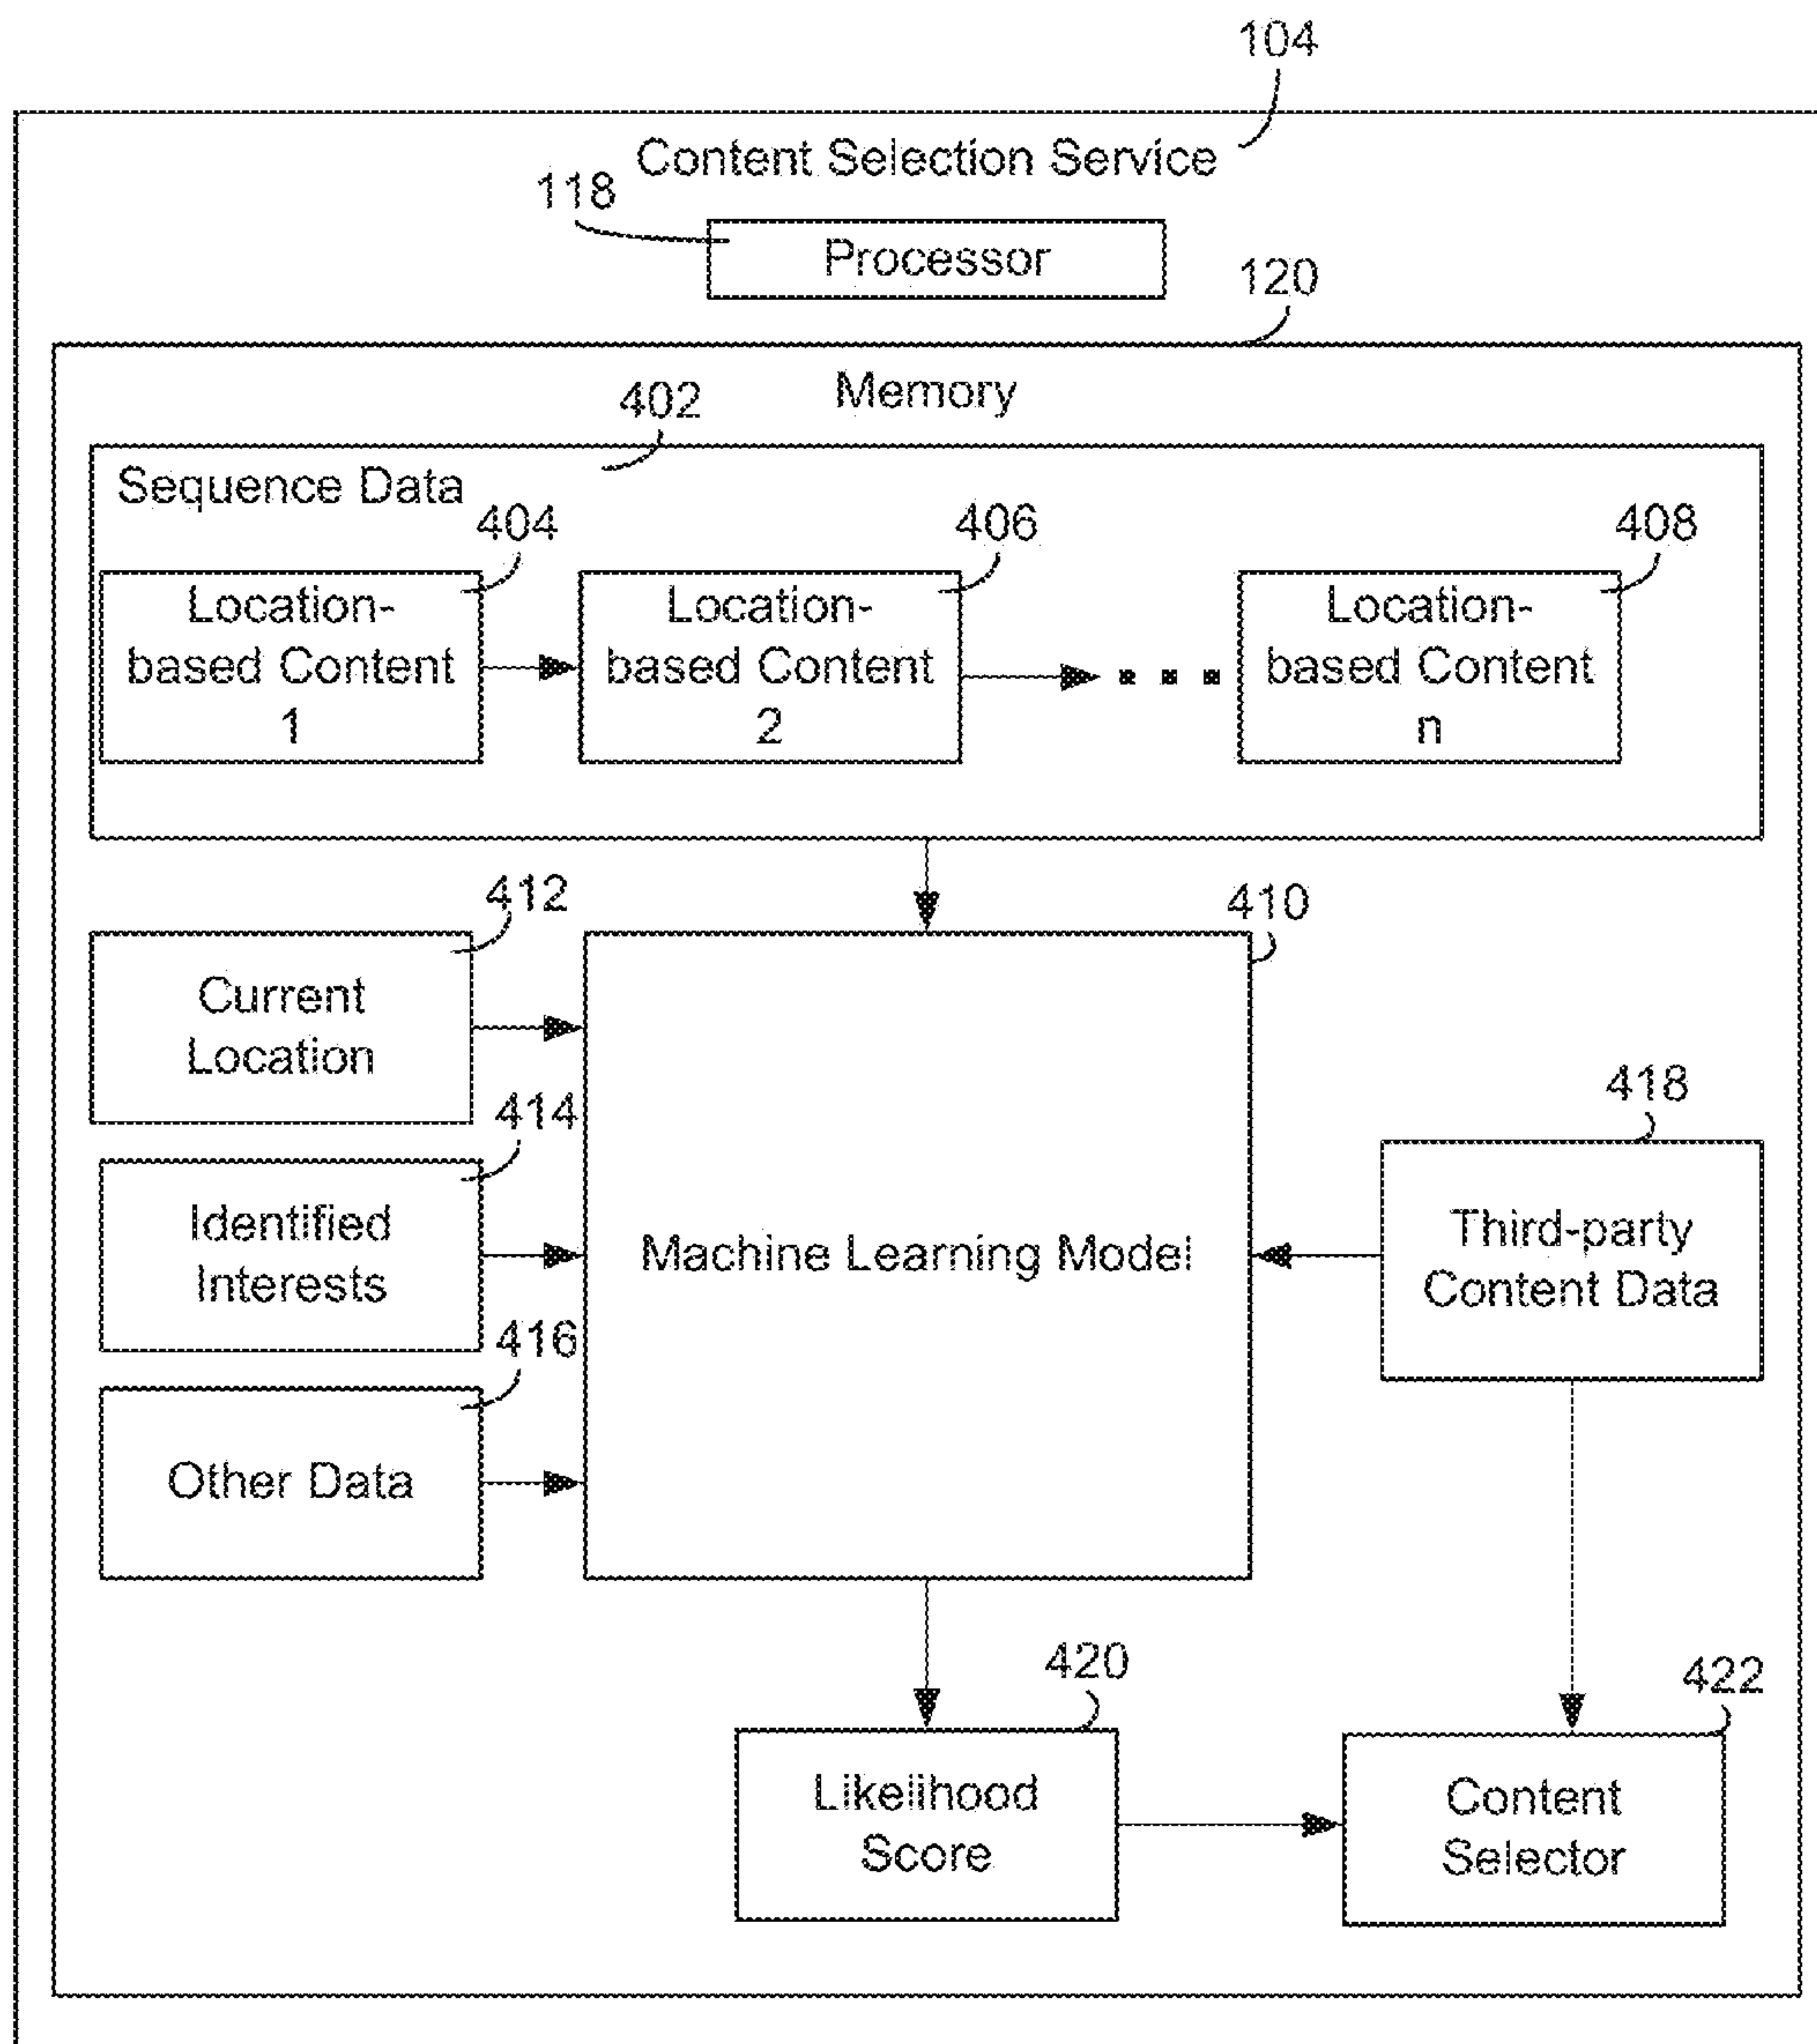 104
Content Selection Service
118
Processor
120
Memory
402
Sequence Data
404
406
408
Location-
based Content
1
Location-
based Content
2
Location-
based Content
n
412
410
Current
Location
418
414
Identified
Interests
Machine Learning Model
Third-party
Content Data
416
Other Data
420
422
Likelihood
Score
Content
Selector